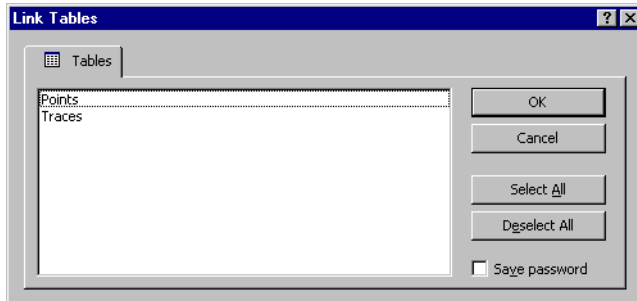 Link Tables
Tables
Points
Traces
OK
Cancel
Select All
Deselect All
Save password